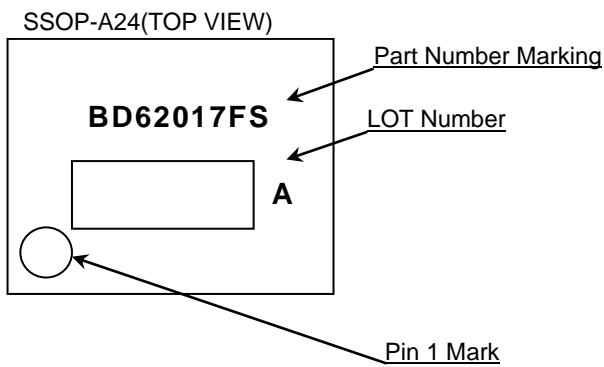 SSOP-A24(TOP VIEW)
Part Number Marking
BD62017FS
LOT Number
A
Pin 1 Mark